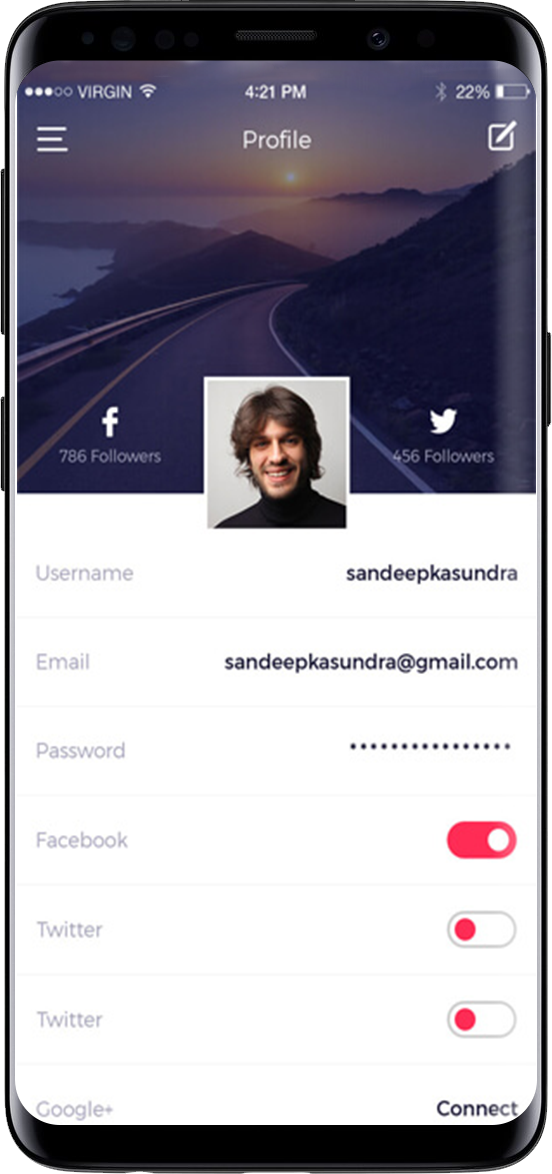 VIRGIN 4:21 PM 22%
Profile
786 Followers 456 Followers
Username sandeepkasundra
Email sandeepkasundra@gmail.com
Password ••••••••••••••••
Facebook
Twitter
Twitter
Google+ Connect